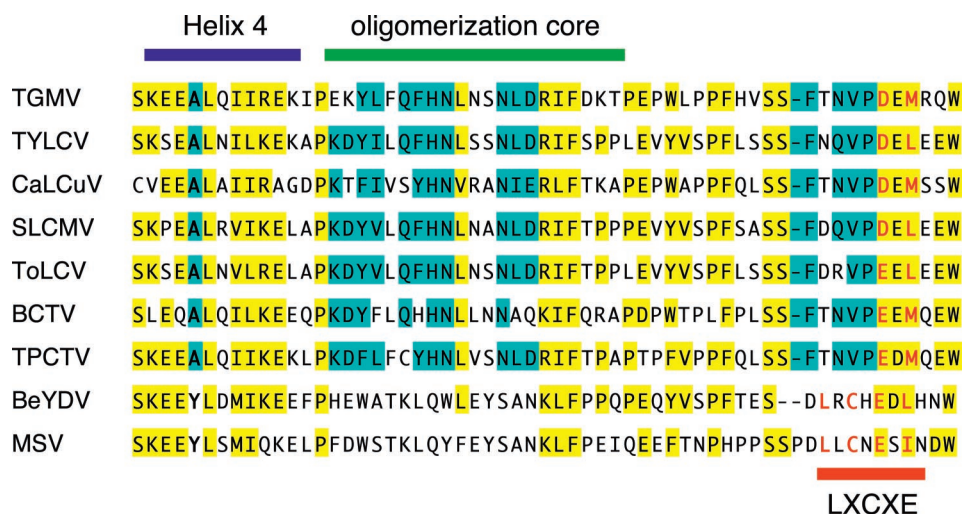 Helix 4 oligomerization core
TGMV SKEEALQIIREKIPEKYLFQFHNLNSNLDRIFDKTPEPWLPPFHVSS-FTNVPDEMRQW
TYLCV SKSEALNILKEKAPKDYILQFHNLSSNLDRIFSPPLEVYVSPFLSSS-FNQVPDELEEW
CaLCuV CVEEALAIIRAGDPKTFIVSYHNVRANIERLFTKAPEPWAPPFQLSS-FTNVPDEMSSW
SLCMV SKPEALRVIKELAPKDYVLQFHNLNANLDRIFTPPPEVYVSPFSASS-FDQVPDELEEW
ToLCV SKSEALNVLRELAPKDYVLQFHNLNSNLDRIFTPPLEVYVSPFLSSS-FDRVPEELEEW
BCTV SLEQALQILKEEQPKDYFLQHHNLLNNAQKIFQRAPDPWTPLFPLSS-FTNVPEEMQEW
TPCTV SKEEALQIIKEKLPKDFLFCYHNLVSNLDRIFTPAPTPFVPPFQLSS-FTNVPEDMQEW
BeYDV SKEEYLDMIKEEFPHEWATKLQWLEYSANKLFPPQPEQYVSPFTES--DLRCHEDLHNW
MSV SKEEYLSMIQKELPFDWSTKLQYFEYSANKLFPEIQEEFTNPHPPSSPDLLCNESINDW
LXCXE